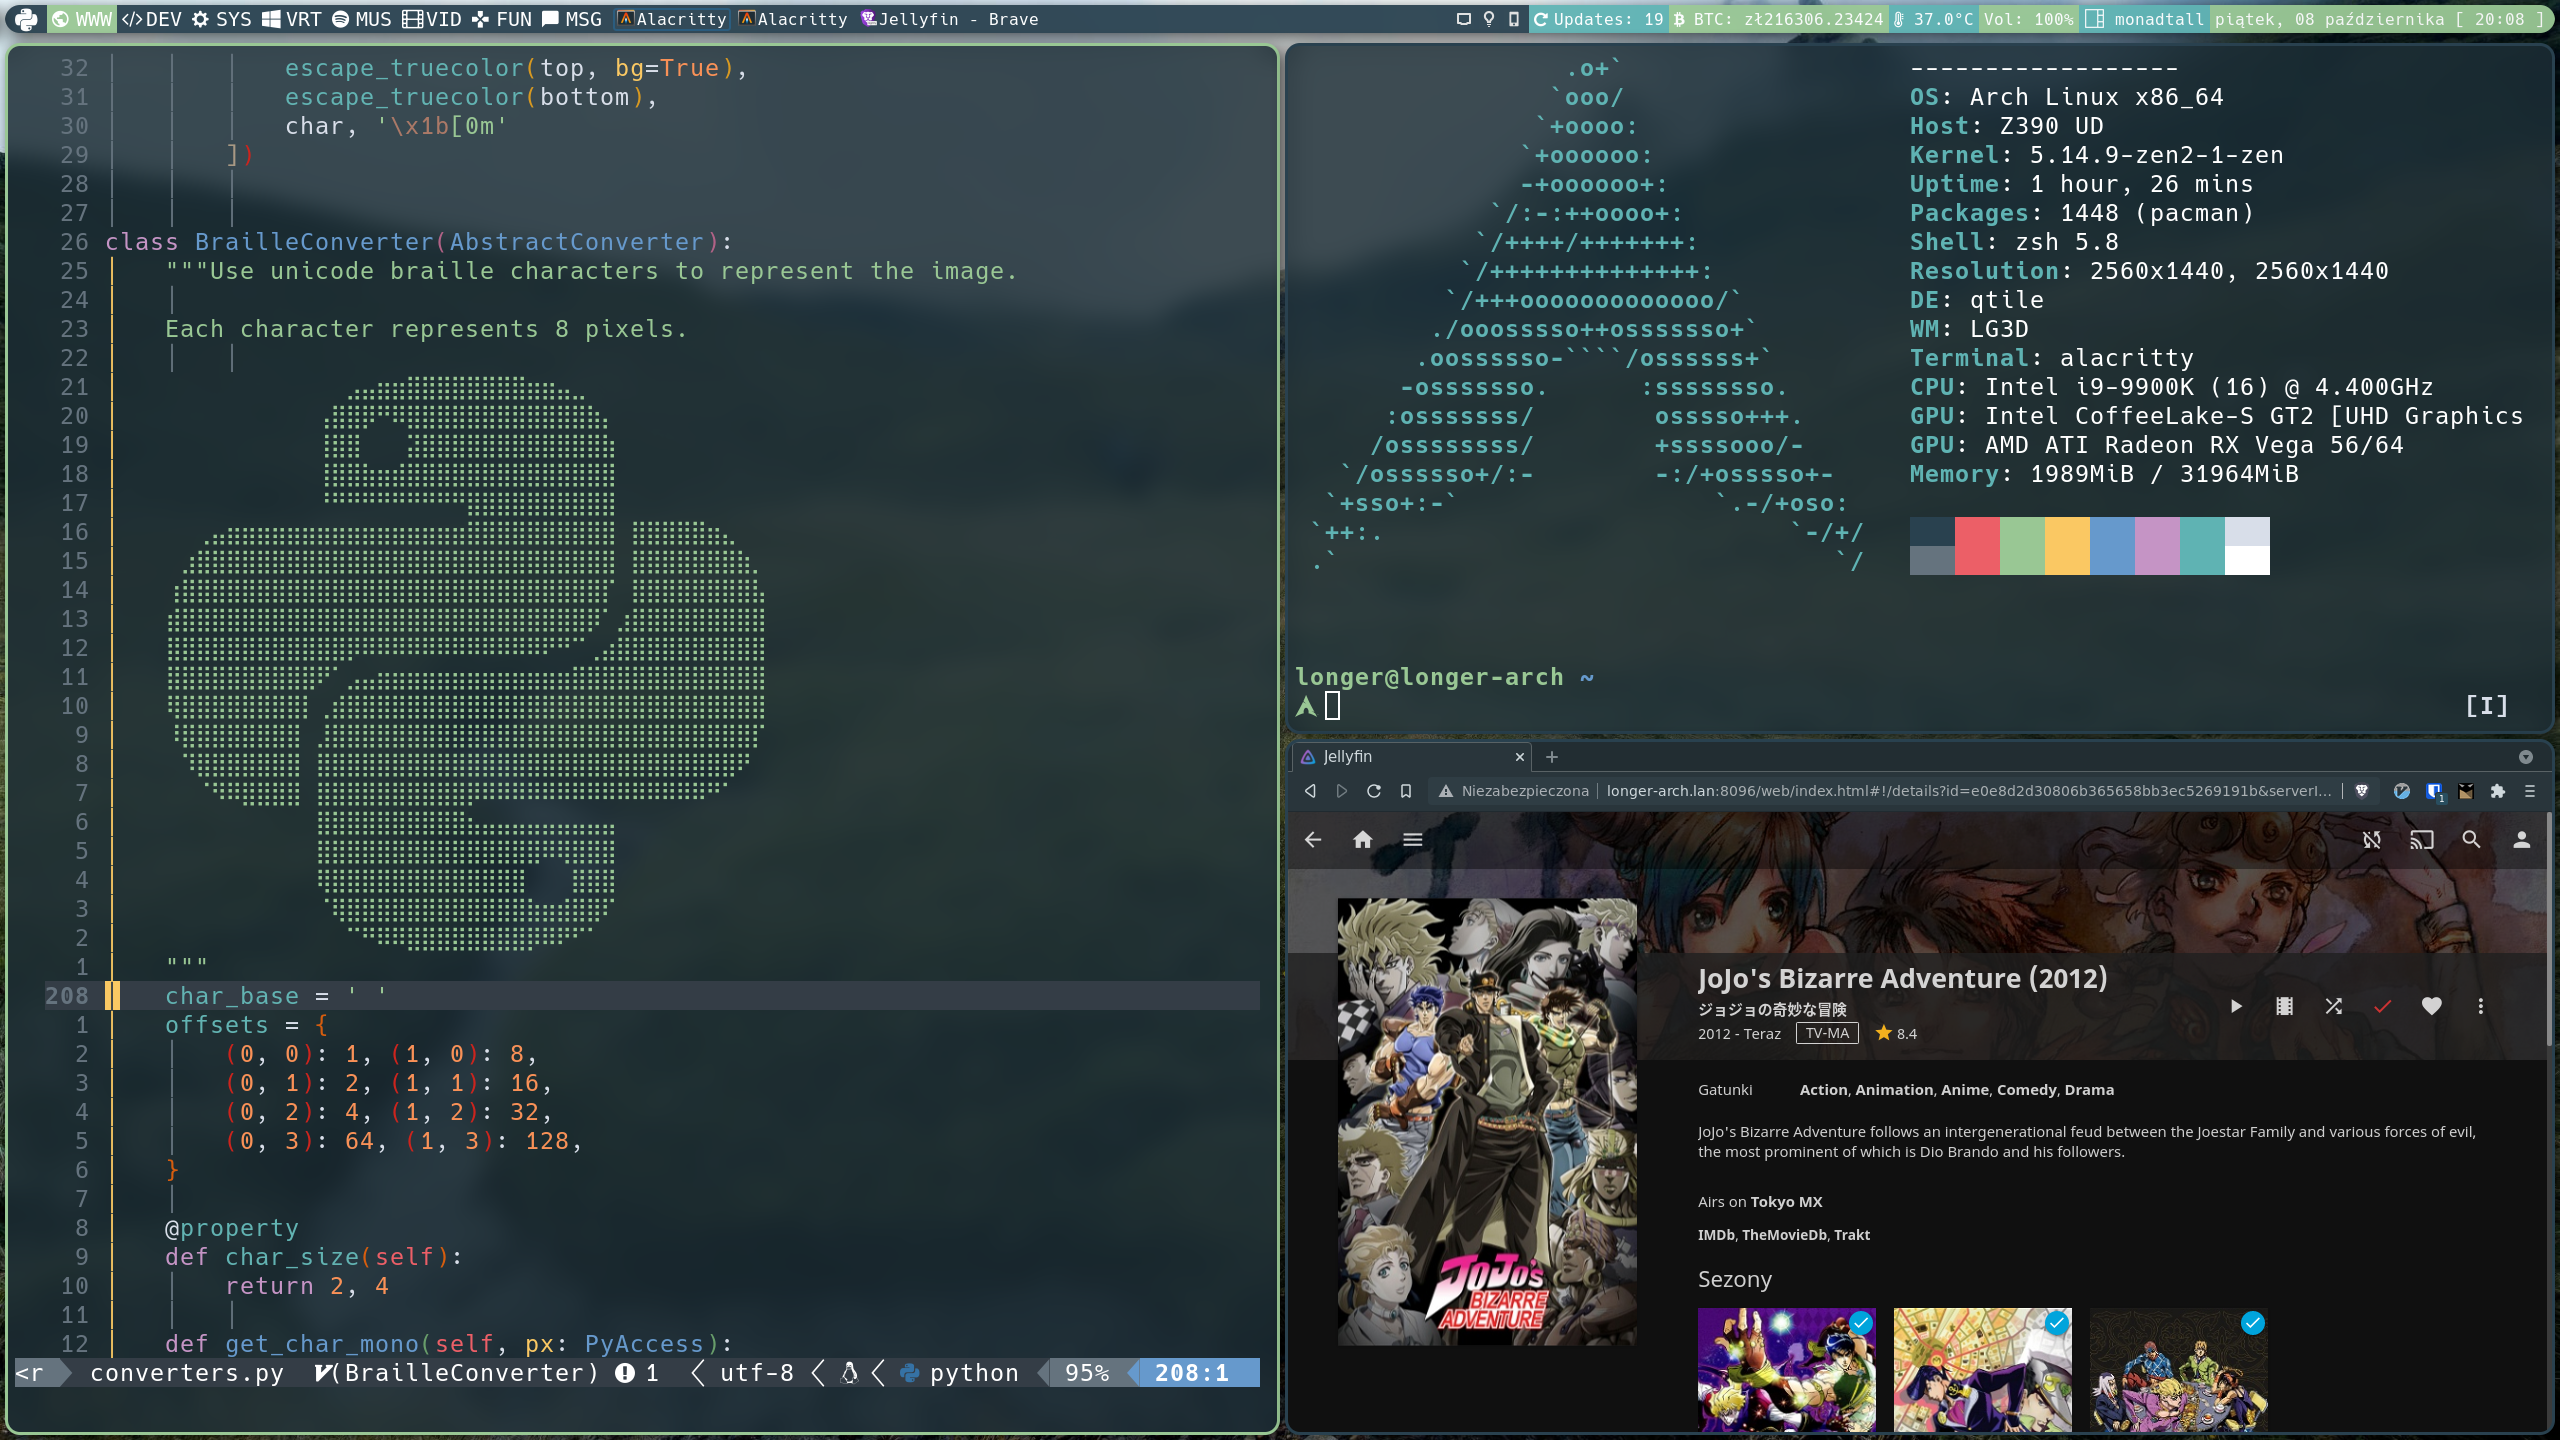 WWW DEV SYS VRT MUS VID FUN MSG Alacritty Alacritty Jellyfin - Brave Updates: 19 BTC: zł216306.23424 37.0°C Vol: 100% monadtall piątek, 08 października [ 20:08 ]
32 escape_truecolor(top, bg=True),
31 escape_truecolor(bottom),
30 char, '\x1b[0m'
29 ])
28
27
26 class BrailleConverter(AbstractConverter):
25 """Use unicode braille characters to represent the image.
24
23 Each character represents 8 pixels.
22
21
20
19
18
17
16
15
14
13
12
11
10
9
8
7
6
5
4
3
2
1 """
208 char_base = ' '
1 offsets = {
2 (0, 0): 1, (1, 0): 8,
3 (0, 1): 2, (1, 1): 16,
4 (0, 2): 4, (1, 2): 32,
5 (0, 3): 64, (1, 3): 128,
6 }
7
8 @property
9 def char_size(self):
10 return 2, 4
11
12 def get_char_mono(self, px: PyAccess):
<r converters.py (BrailleConverter) 1 utf-8 python 95% 208:1
.o+`
`ooo/
`+oooo:
`+oooooo:
-+oooooo+:
`/:-:++oooo+:
`/++++/+++++++:
`/++++++++++++++:
`/+++ooooooooooooo/`
./ooosssso++osssssso+`
.oossssso-````/ossssss+`
-osssssso. :ssssssso.
:osssssss/ osssso+++.
/ossssssss/ +ssssooo/-
`/ossssso+/:- -:/+osssso+-
`+sso+:-` `.-/+oso:
`++:. `-/+/
.` `/
------------------
OS: Arch Linux x86_64
Host: Z390 UD
Kernel: 5.14.9-zen2-1-zen
Uptime: 1 hour, 26 mins
Packages: 1448 (pacman)
Shell: zsh 5.8
Resolution: 2560x1440, 2560x1440
DE: qtile
WM: LG3D
Terminal: alacritty
CPU: Intel i9-9900K (16) @ 4.400GHz
GPU: Intel CoffeeLake-S GT2 [UHD Graphics
GPU: AMD ATI Radeon RX Vega 56/64
Memory: 1989MiB / 31964MiB
longer@longer-arch ~
[I]
Jellyfin
Niezabezpieczona longer-arch.lan:8096/web/index.html#!/details?id=e0e8d2d30806b365658bb3ec5269191b&serverI... 1
JoJo's Bizarre Adventure (2012)
ジョジョの奇妙な冒険
2012 - Teraz TV-MA 8.4
Gatunki Action, Animation, Anime, Comedy, Drama
JoJo's Bizarre Adventure follows an intergenerational feud between the Joestar Family and various forces of evil,
the most prominent of which is Dio Brando and his followers.
Airs on Tokyo MX
IMDb, TheMovieDb, Trakt
Sezony
JOJO'S
BIZARRE
ADVENTURE